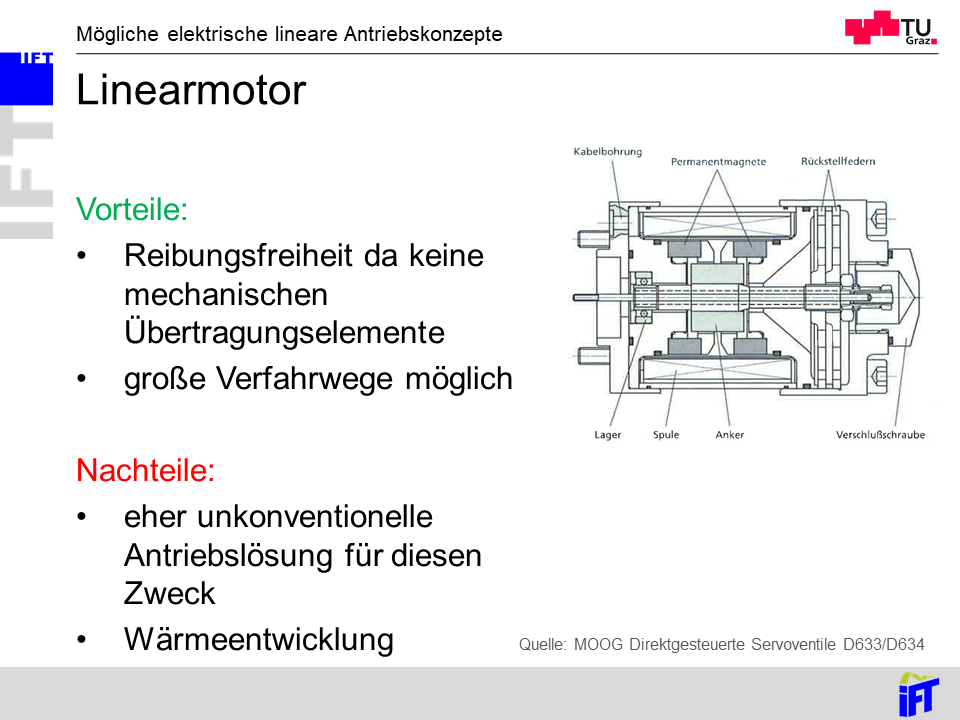 Mögliche elektrische lineare Antriebskonzepte
TU
Graz
IFT
IFT
Linearmotor
Vorteile:
• Reibungsfreiheit da keine
mechanischen
Übertragungselemente
• große Verfahrwege möglich
Nachteile:
• eher unkonventionelle
Antriebslösung für diesen
Zweck
• Wärmeentwicklung
Kabelbohrung
Permanentmagnete
Rückstellfedern
Lager
Spule
Anker
Verschlußschraube
Quelle: MOOG Direktgesteuerte Servoventile D633/D634
iFT